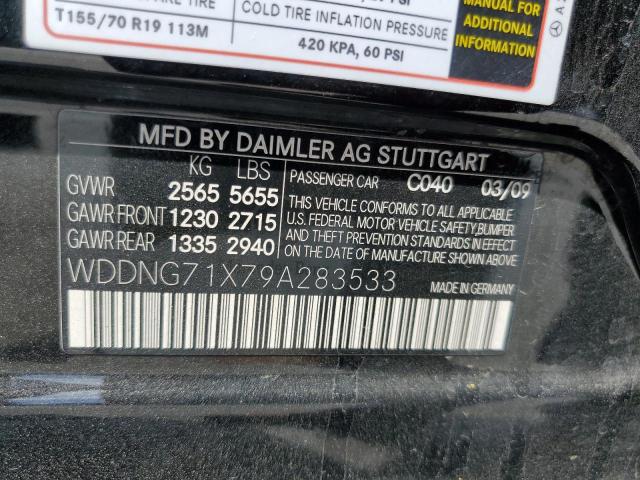 TIRE
T155/70 R19 113M
COLD TIRE INFLATION PRESSURE
420 KPA, 60 PSI
MANUAL FOR
ADDITIONAL
INFORMATION
MFD BY DAIMLER AG STUTTGART
KG LBS
GVWR 2565 5655
GAWR FRONT 1230 2715
GAWR REAR 1335 2940
PASSENGER CAR C040 03/09
THIS VEHICLE CONFORMS TO ALL APPLICABLE
U.S. FEDERAL MOTOR VEHICLE SAFETY, BUMPER,
AND THEFT PREVENTION STANDARDS IN EFFECT
ON THE DATE OF MANUFACTURE SHOWN ABOVE.
MADE IN GERMANY
WDDNG71X79A283533